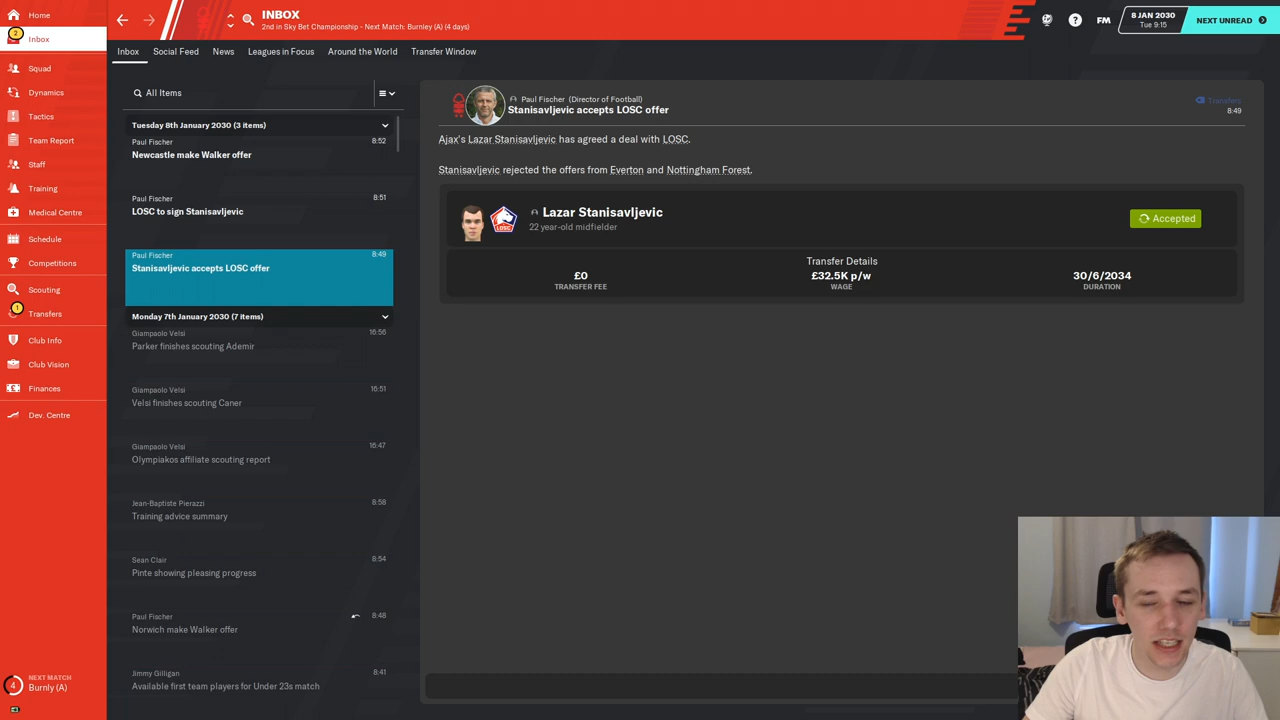 Home
2
Inbox
Squad
Dynamics
Tactics
Team Report
Staff
Training
Medical Centre
Schedule
Competitions
Scouting
1
Transfers
Club Info
Club Vision
Finances
Dev. Centre
4
NEXT MATCH
Burnly (A)
INBOX
2nd in Sky Bet Championship - Next Match: Burnley (A) (4 days)
?
FM
8 JAN 2030
Tue 9:15
NEXT UNREAD
Inbox
Social Feed
News
Leagues in Focus
Around the World
Transfer Window
All Items
Tuesday 8th January 2030 (3 items)
Paul Fischer 8:52
Newcastle make Walker offer
Paul Fischer 8:51
LOSC to sign Stanisavljevic
Paul Fischer 8:49
Stanisavljevic accepts LOSC offer
Monday 7th January 2030 (7 items)
Giampaolo Velsi 16:56
Parker finishes scouting Ademir
Giampaolo Velsi 16:51
Velsi finishes scouting Caner
Giampaolo Velsi 16:47
Olympiakos affiliate scouting report
Jean-Baptiste Pierazzi 8:58
Training advice summary
Sean Clair 8:54
Pinte showing pleasing progress
Paul Fischer 8:48
Norwich make Walker offer
Jimmy Gilligan 8:41
Available first team players for Under 23s match
Paul Fischer (Director of Football)
Stanisavljevic accepts LOSC offer
Transfers
8:49
Ajax's Lazar Stanisavljevic has agreed a deal with LOSC.
Stanisavljevic rejected the offers from Everton and Nottingham Forest.
LOSC
Lazar Stanisavljevic
22 year-old midfielder
Accepted
Transfer Details
£0 £32.5K p/w 30/6/2034
TRANSFER FEE WAGE DURATION